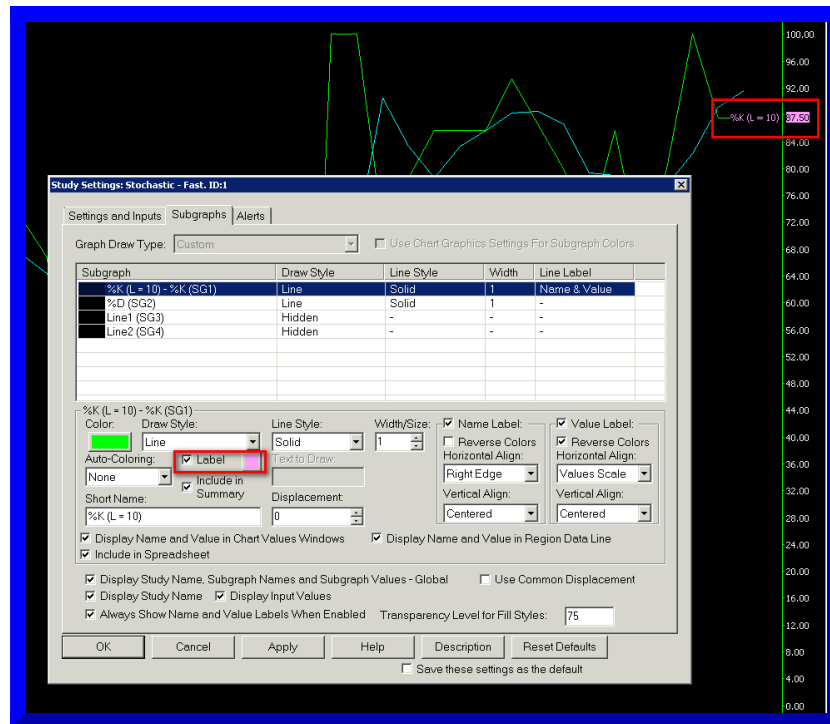 100.00
96.00
92.00
%K (L = 10) 87.50
84.00
80.00
76.00
72.00
68.00
64.00
60.00
56.00
52.00
48.00
44.00
40.00
36.00
32.00
28.00
24.00
20.00
16.00
12.00
8.00
4.00
0.00
Study Settings: Stochastic - Fast. ID:1
Settings and Inputs Subgraphs Alerts
Graph Draw Type: Custom Use Chart Graphics Settings For Subgraph Colors
Subgraph Draw Style Line Style Width Line Label
%K (L = 10) - %K (SG1) Line Solid 1 Name & Value
%D (SG2) Line Solid 1 -
Line1 (SG3) Hidden - - -
Line2 (SG4) Hidden - - -
%K (L = 10) - %K (SG1)
Color: Draw Style: Line Style: Width/Size: Name Label: Value Label:
Line Solid 1 Reverse Colors Reverse Colors
Auto-Coloring: Label Text to Draw: Horizontal Align: Horizontal Align:
None Include in Summary Right Edge Values Scale
Short Name: Displacement: Vertical Align: Vertical Align:
%K (L = 10) 0 Centered Centered
Display Name and Value in Chart Values Windows Display Name and Value in Region Data Line
Include in Spreadsheet
Display Study Name, Subgraph Names and Subgraph Values - Global Use Common Displacement
Display Study Name Display Input Values
Always Show Name and Value Labels When Enabled Transparency Level for Fill Styles: 75
OK Cancel Apply Help Description Reset Defaults
Save these settings as the default